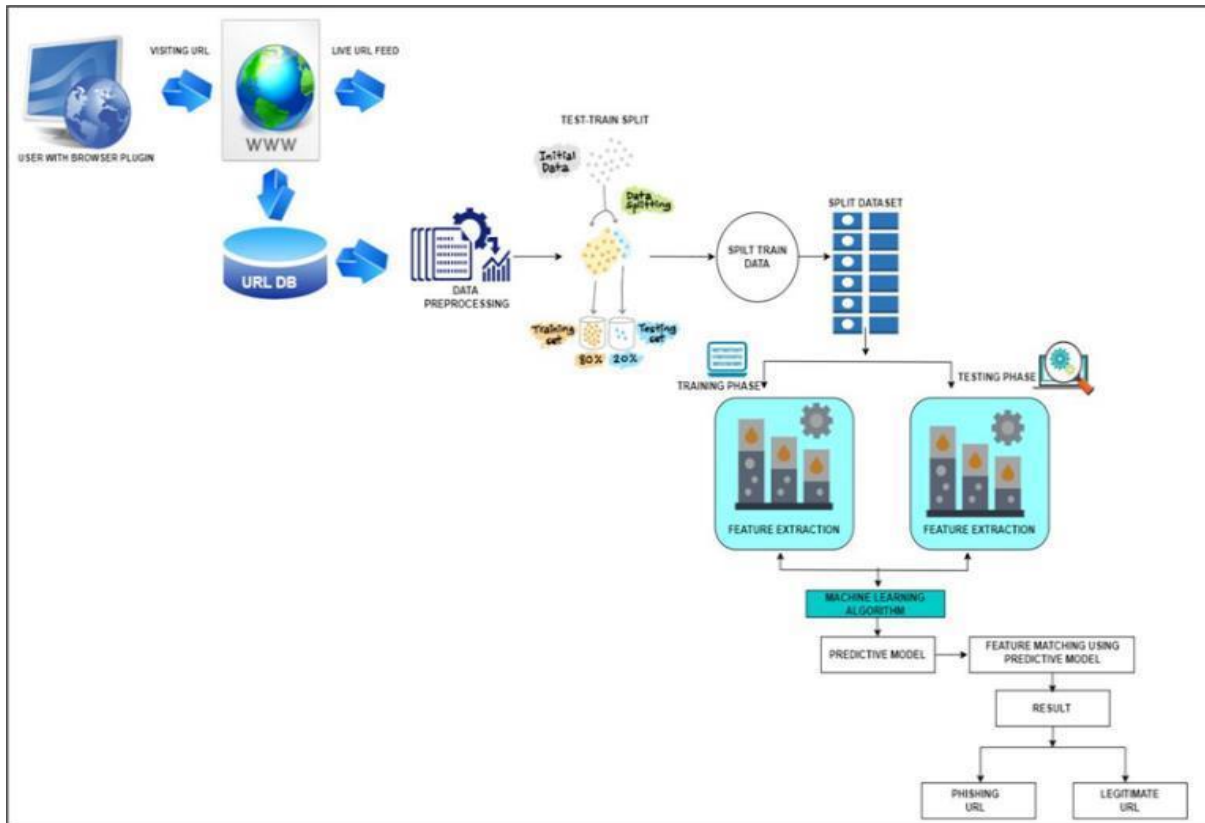 VISITING URL
LIVE URL FEED
WWW
USER WITH BROWSER PLUGIN
TEST-TRAIN SPLIT
Initial
Data
Data
Splitting
URL DB
DATA
PREPROCESSING
SPILT TRAIN
DATA
SPLIT DATASET
Training
set
80%
Testing
set
20%
TRAINING PHASE
TESTING PHASE
FEATURE EXTRACTION
FEATURE EXTRACTION
MACHINE LEARNING
ALGORITHM
PREDICTIVE MODEL
FEATURE MATCHING USING
PREDICTIVE MODEL
RESULT
PHISHING
URL
LEGITIMATE
URL